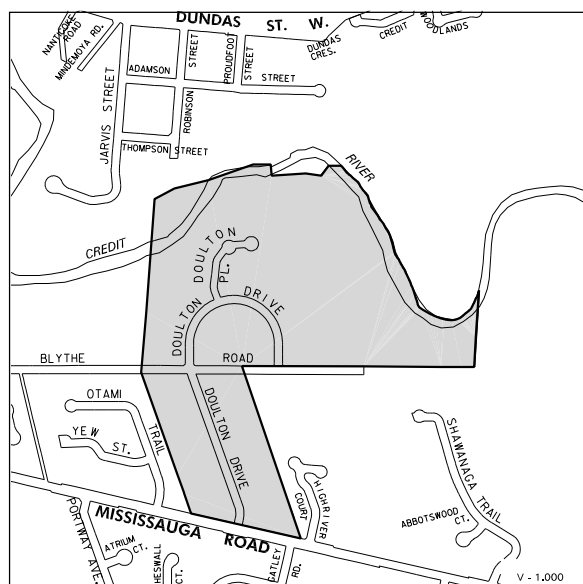 DUNDAS ST. W.
NANTICOKE ROAD
MINDEMOYA RD.
DUNDAS CRES.
CREDIT WOODLANDS
ADAMSON STREET
STREET
PROUDFOOT STREET
ROBINSON
JARVIS STREET
THOMPSON STREET
RIVER
CREDIT
DOULTON PL.
DOULTON DRIVE
BLYTHE ROAD
DOULTON DRIVE
OTAMI TRAIL
YEW ST.
MISSISSAUGA ROAD
HIGHRIVER COURT
SHAWANAGA TRAIL
ABBOTSWOOD CT.
PORTWAY AVE.
ATRIUM CT.
HESWALL
GATLEY RD.
V - 1.000